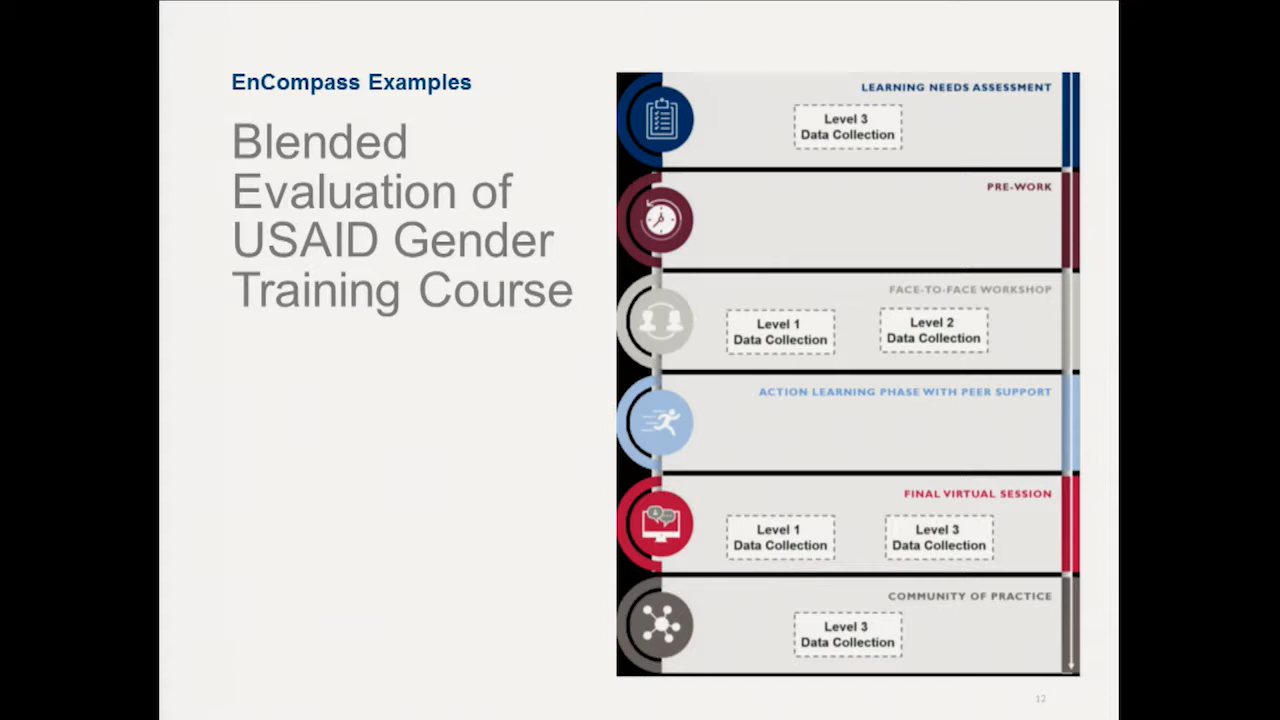 EnCompass Examples
Blended
Evaluation of
USAID Gender
Training Course
LEARNING NEEDS ASSESSMENT
Level 3
Data Collection
PRE-WORK
FACE-TO-FACE WORKSHOP
Level 1
Data Collection
Level 2
Data Collection
ACTION LEARNING PHASE WITH PEER SUPPORT
FINAL VIRTUAL SESSION
Level 1
Data Collection
Level 3
Data Collection
COMMUNITY OF PRACTICE
Level 3
Data Collection
12